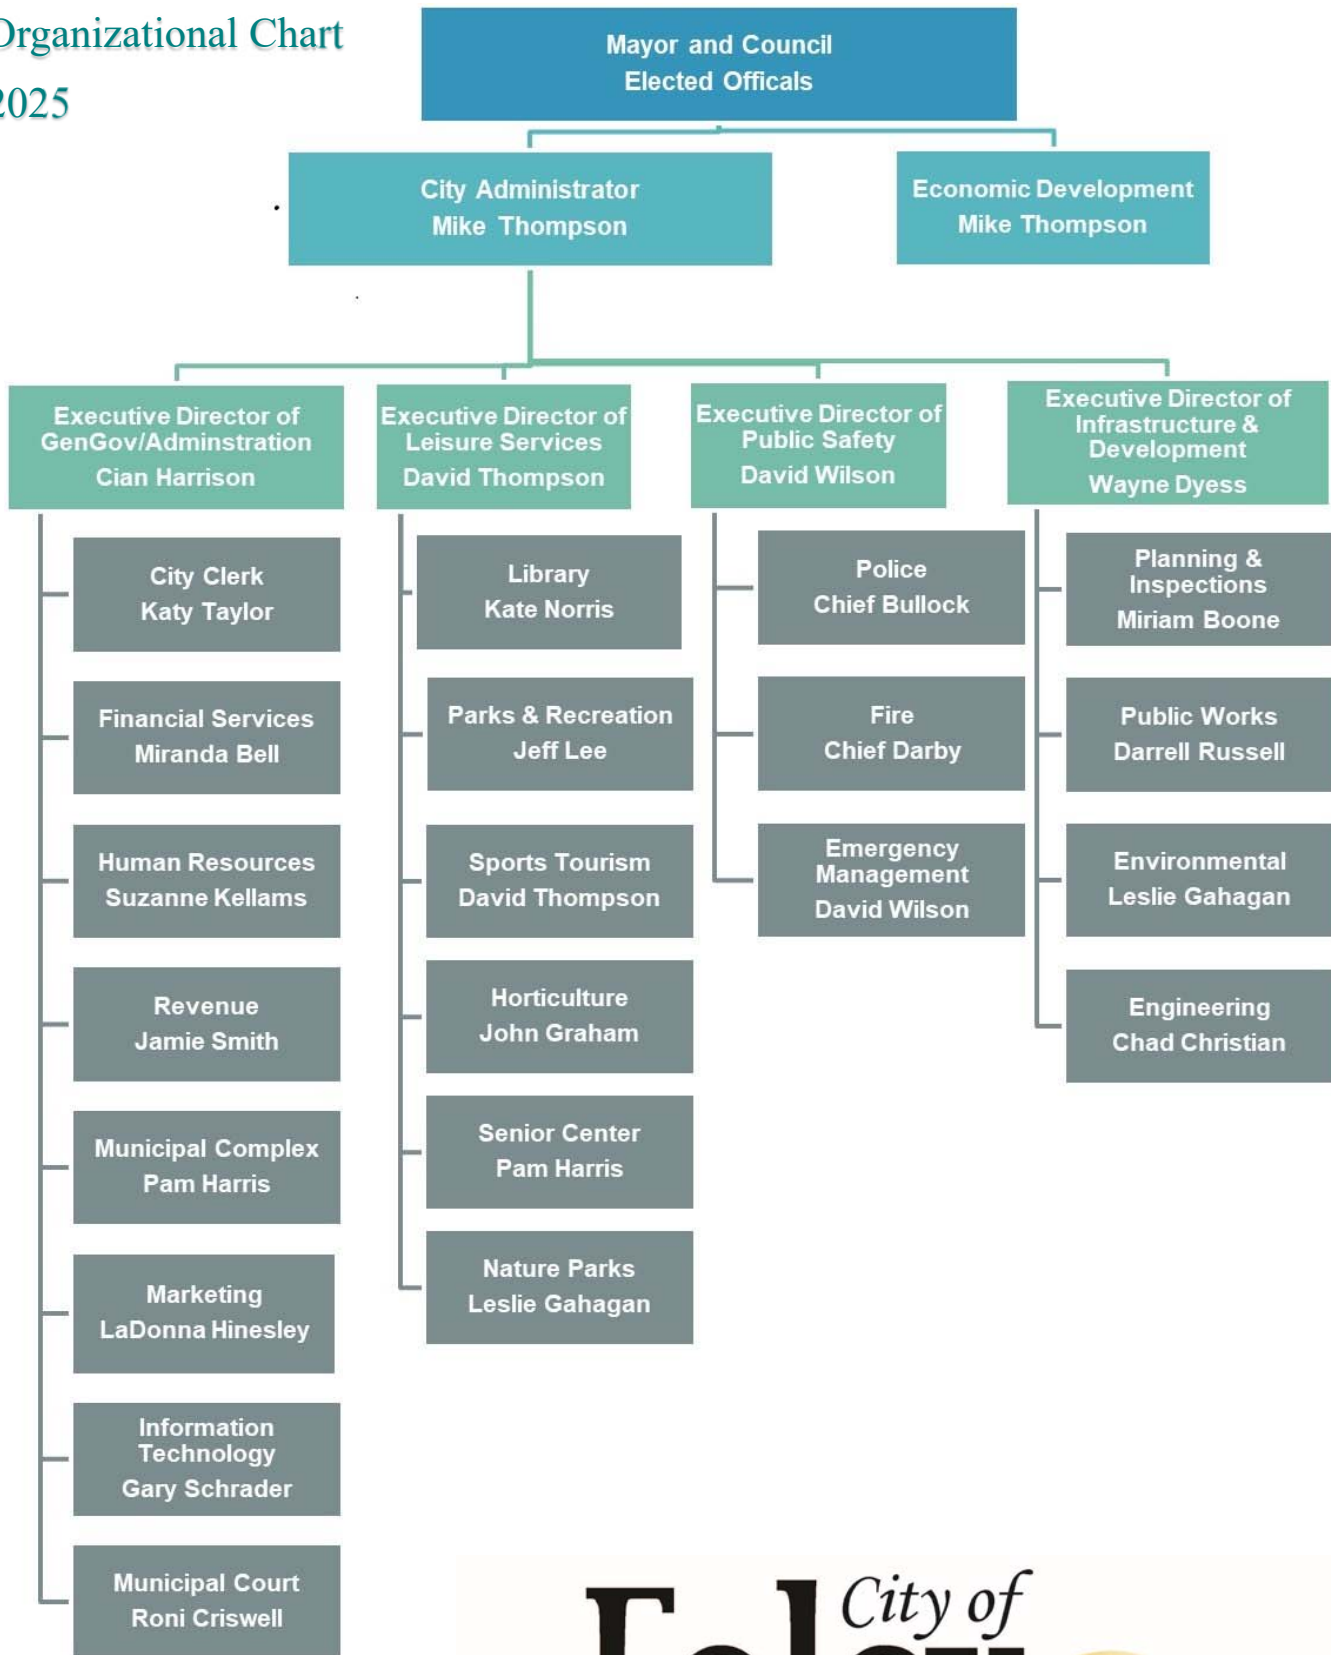 Organizational Chart
2025
Mayor and Council
Elected Officals
City Administrator
Mike Thompson
Economic Development
Mike Thompson
Executive Director of
GenGov/Adminstration
Cian Harrison
Executive Director of
Leisure Services
David Thompson
Executive Director of
Public Safety
David Wilson
Executive Director of
Infrastructure &
Development
Wayne Dyess
City Clerk
Katy Taylor
Financial Services
Miranda Bell
Human Resources
Suzanne Kellams
Revenue
Jamie Smith
Municipal Complex
Pam Harris
Marketing
LaDonna Hinesley
Information
Technology
Gary Schrader
Municipal Court
Roni Criswell
Library
Kate Norris
Parks & Recreation
Jeff Lee
Sports Tourism
David Thompson
Horticulture
John Graham
Senior Center
Pam Harris
Nature Parks
Leslie Gahagan
Police
Chief Bullock
Fire
Chief Darby
Emergency
Management
David Wilson
Planning &
Inspections
Miriam Boone
Public Works
Darrell Russell
Environmental
Leslie Gahagan
Engineering
Chad Christian
City of